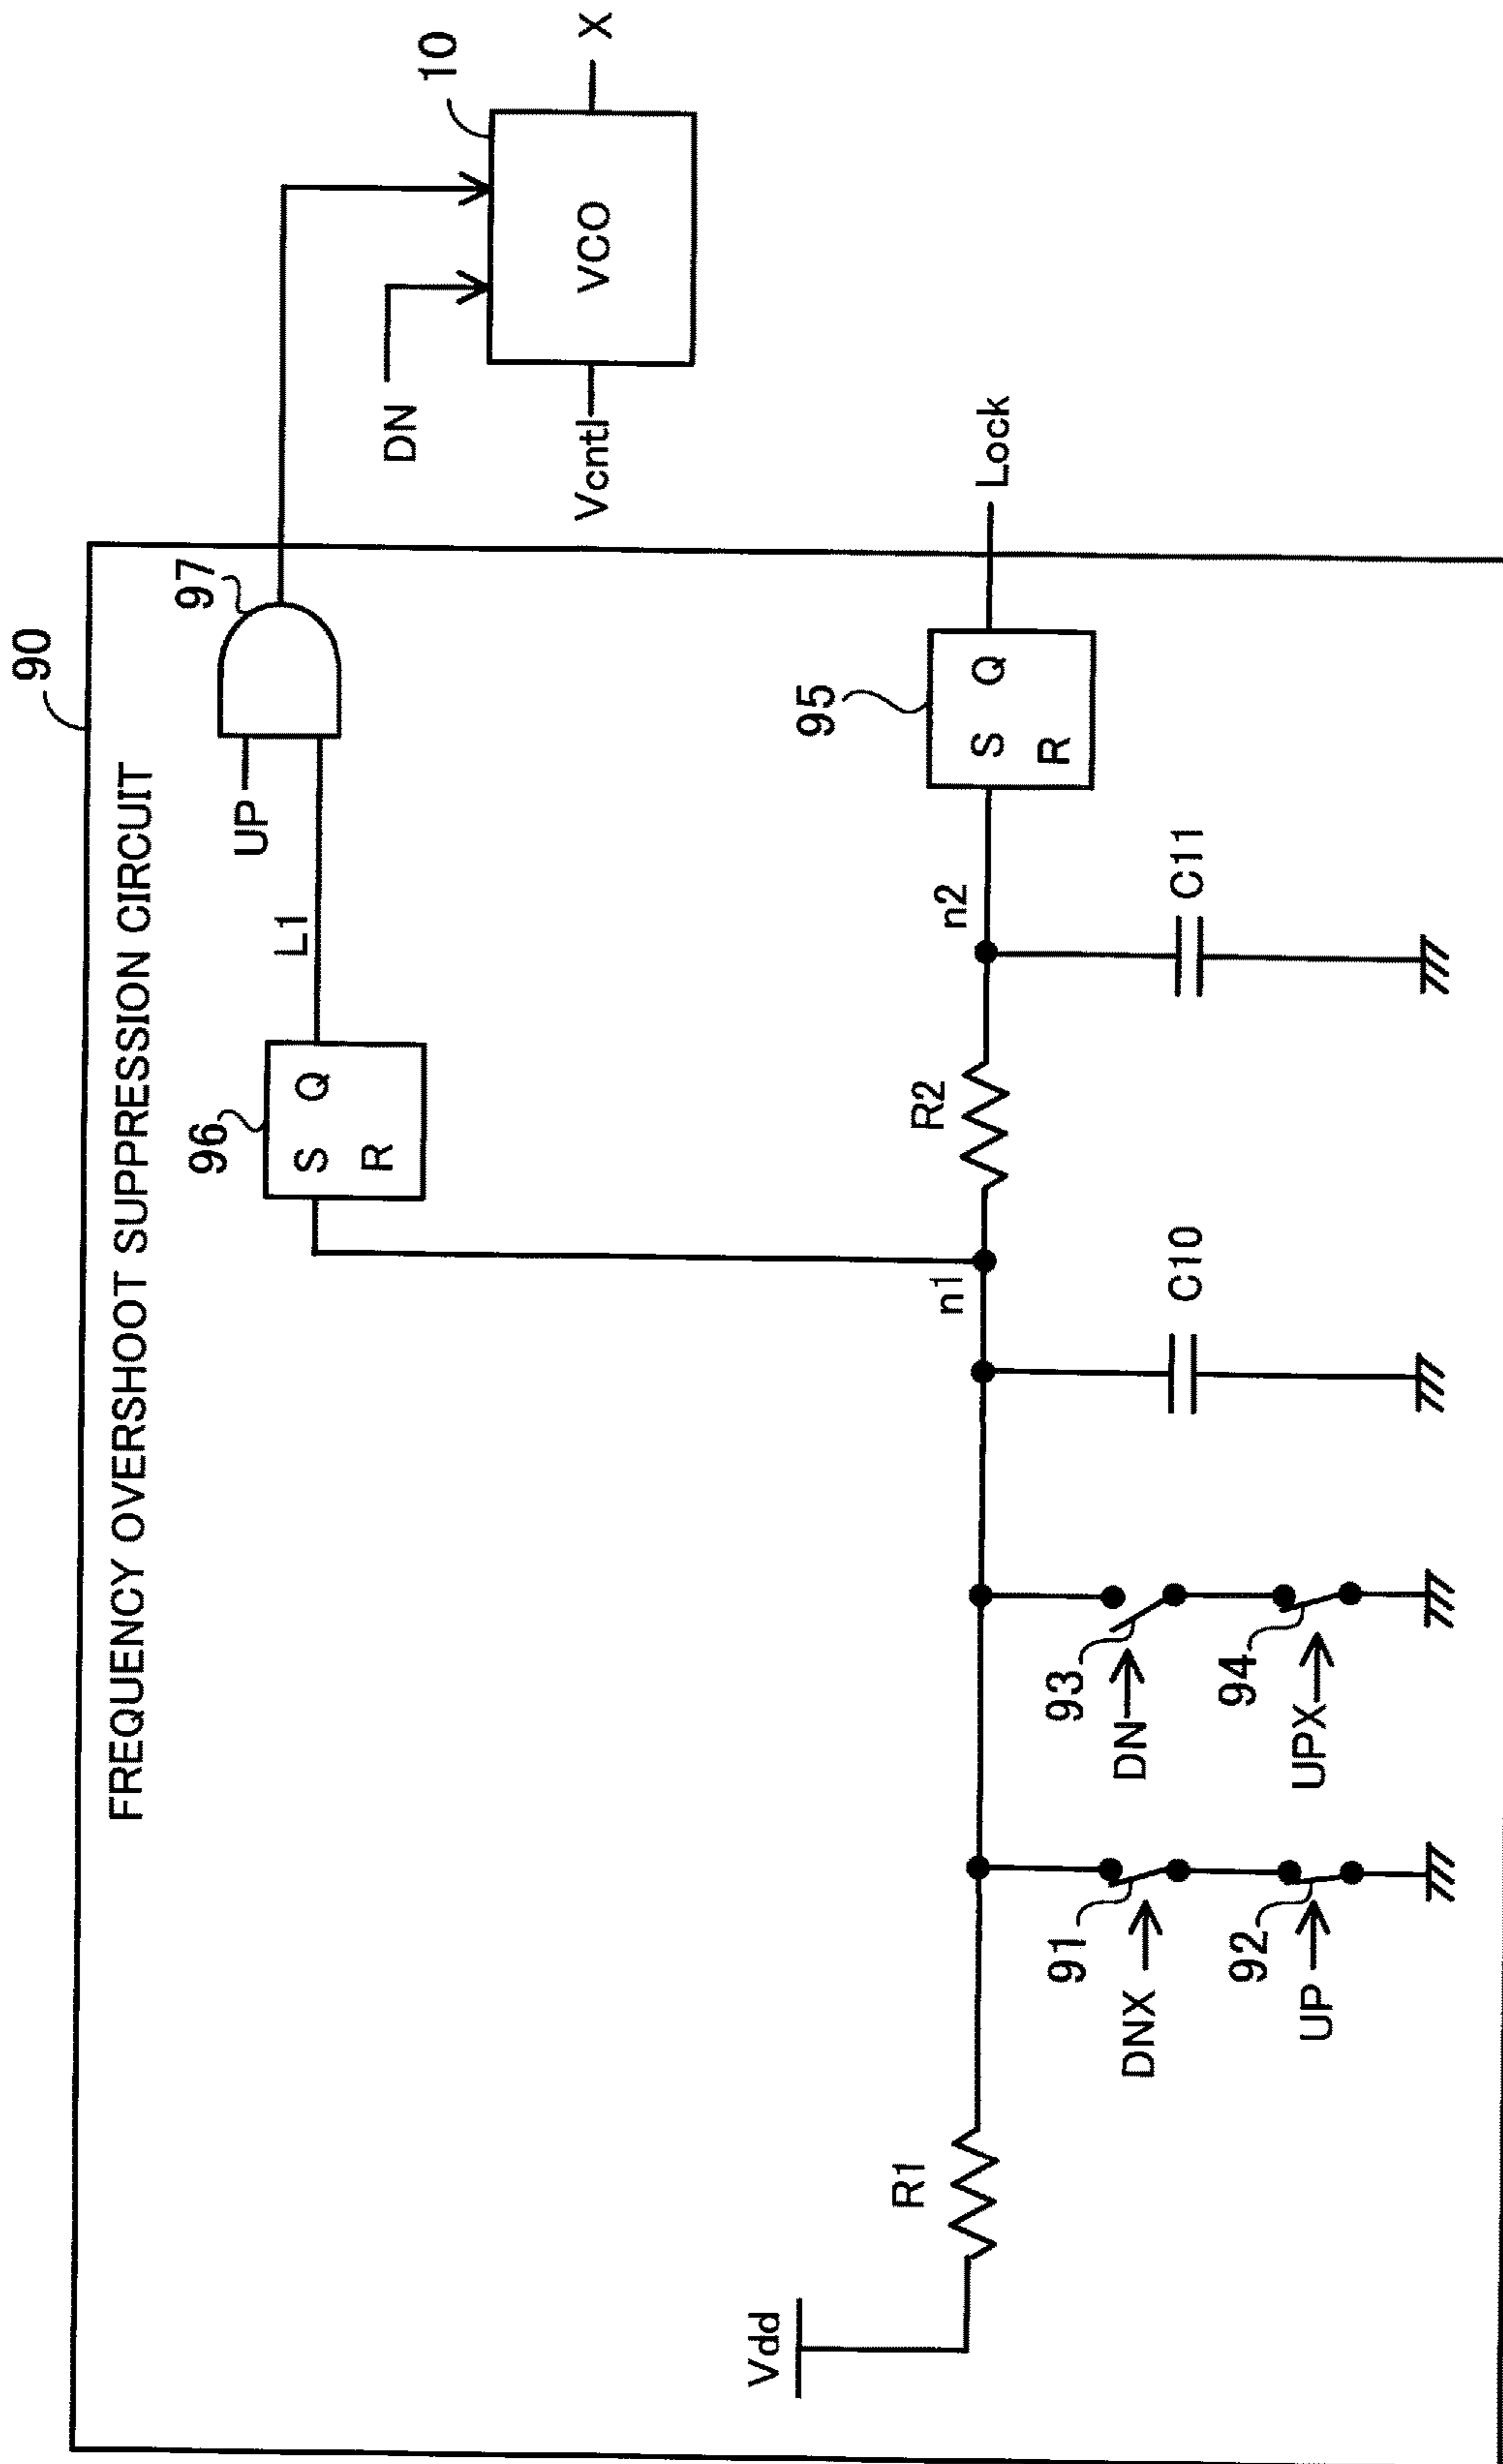 90
FREQUENCY OVERSHOOT SUPPRESSION CIRCUIT
97
UP
L1
96
S Q
R
10
VCO
X
DN
Vcntl
Vdd
R1
n1
R2
n2
95
S Q
R
Lock
C10
C11
91
DNX
92
UP
93
DN
94
UPX